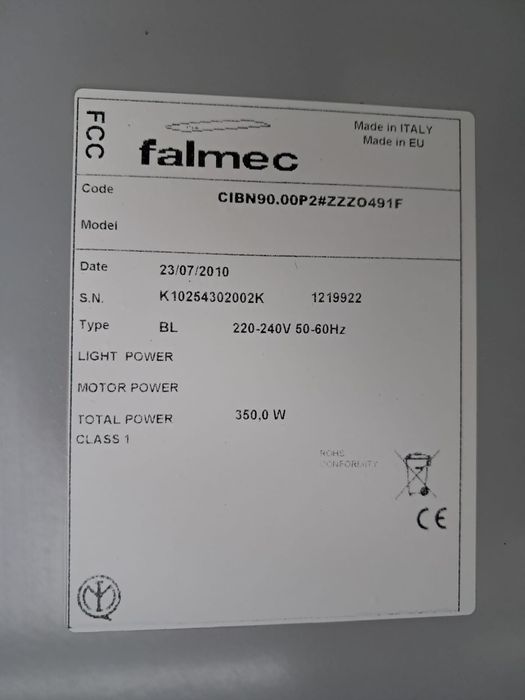 FCC
falmec
Made in ITALY
Made in EU
Code CIBN90.00P2#ZZZO491F
Model
Date 23/07/2010
S.N. K10254302002K 1219922
Type BL 220-240V 50-60Hz
LIGHT POWER
MOTOR POWER
TOTAL POWER 350,0 W
CLASS 1
ROHS
CONFORMITY
CE